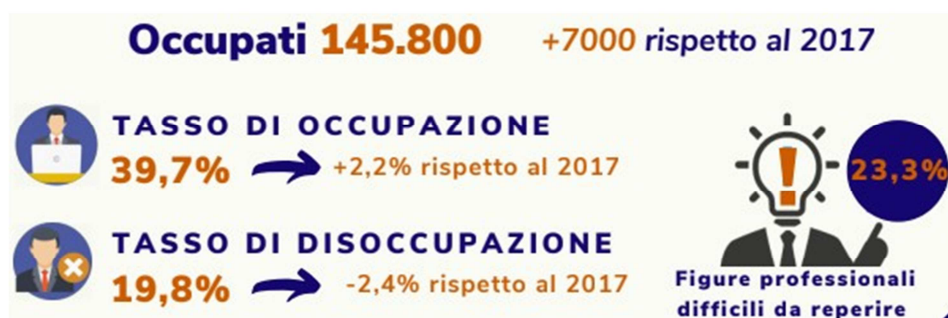 Occupati 145.800 +7000 rispetto al 2017
TASSO DI OCCUPAZIONE
39,7% +2,2% rispetto al 2017
23,3%
TASSO DI DISOCCUPAZIONE
19,8% -2,4% rispetto al 2017
Figure professionali
difficili da reperire